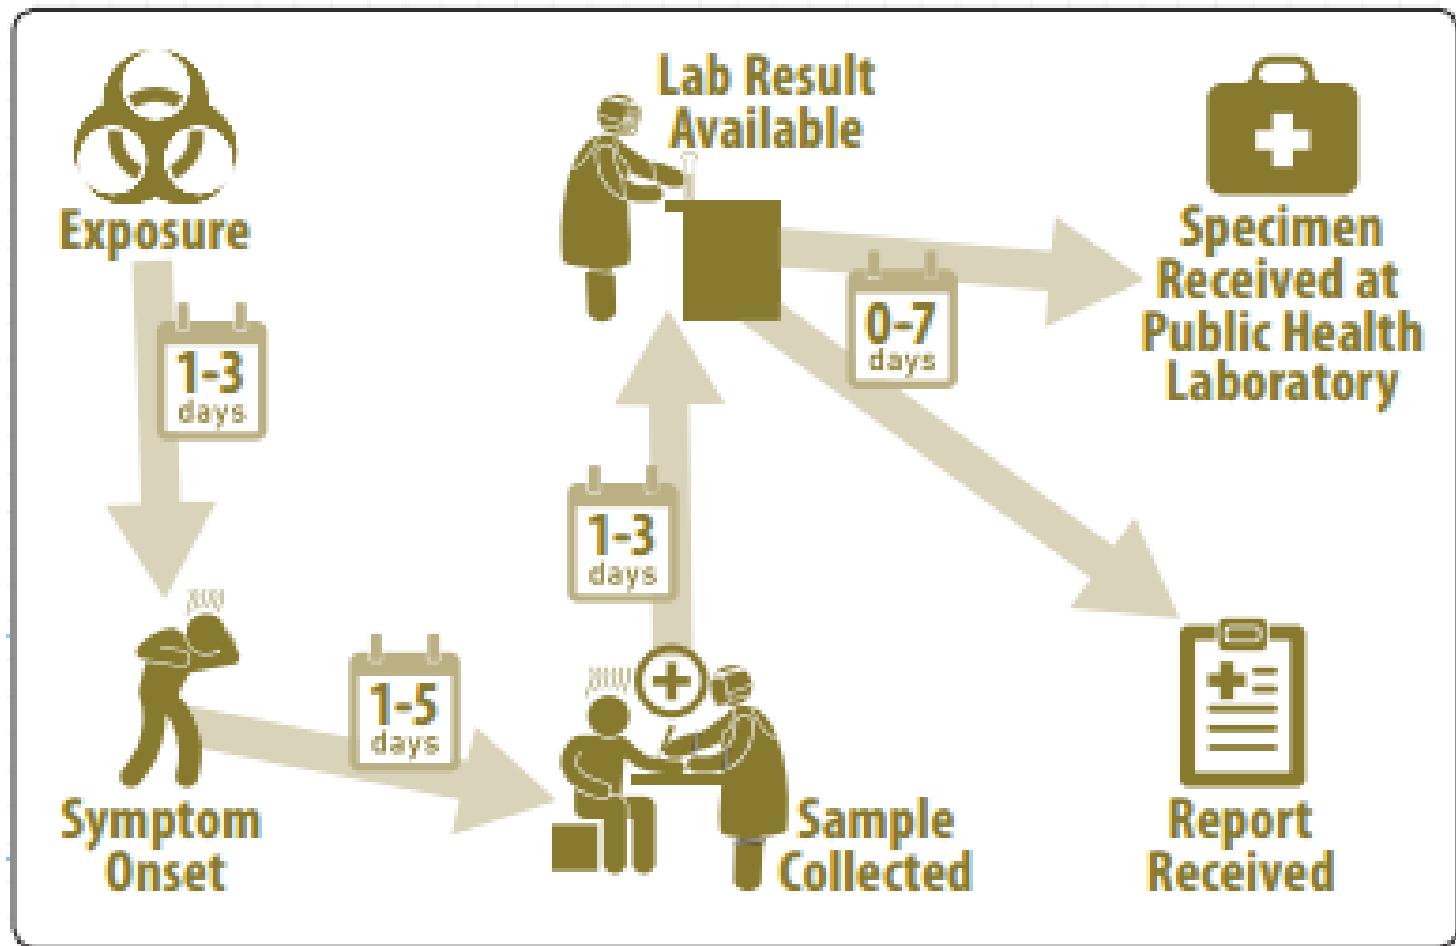 Exposure
1-3
days
Symptom
Onset
1-5
days
Sample
Collected
1-3
days
Lab Result
Available
0-7
days
Specimen
Received at
Public Health
Laboratory
Report
Received